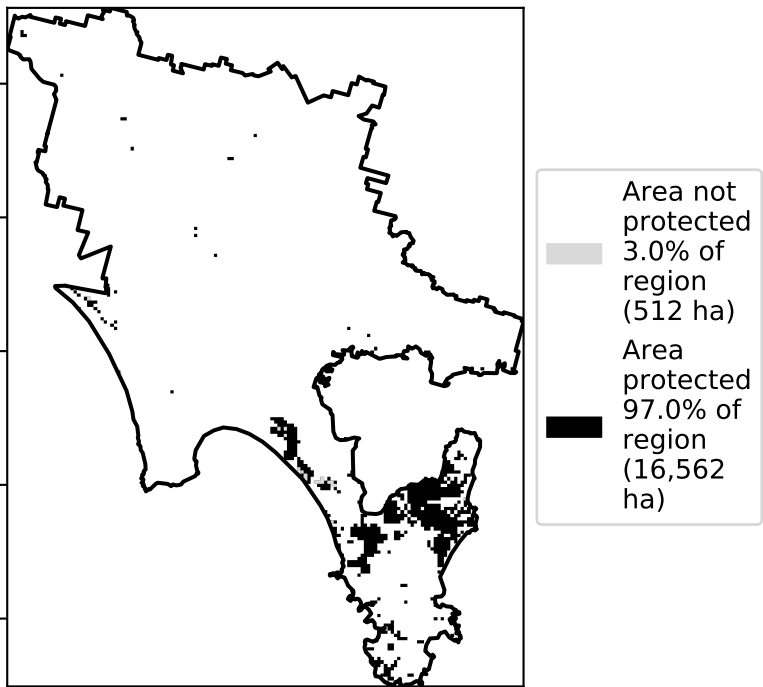 Area not
protected
3.0% of
region
(512 ha)
Area
protected
97.0% of
region
(16,562
ha)